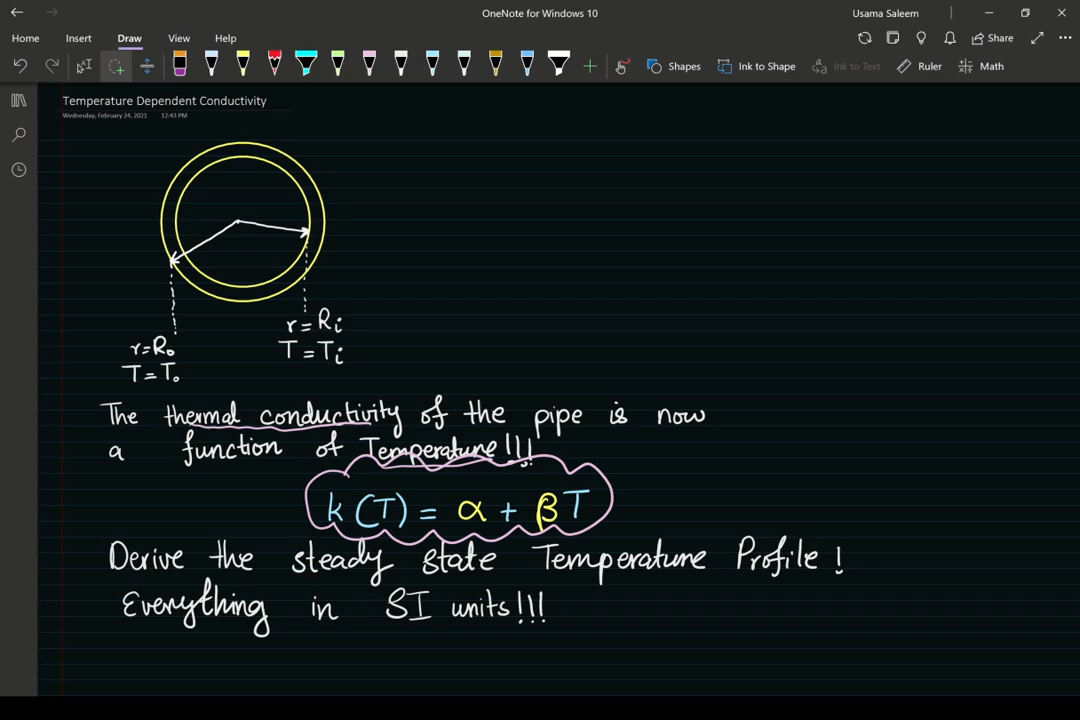 OneNote for Windows 10
Usama Saleem
Home Insert Draw View Help
Share
Shapes Ink to Shape Ink to Text Ruler Math
Temperature Dependent Conductivity
Wednesday, February 24, 2021 12:43 PM
r=Ri
T=Ti
r=Ro
T=To
The thermal conductivity of the pipe is now
a function of Temperature!!!
k(T) = α + βT
Derive the steady state Temperature Profile!
Everything in SI units!!!